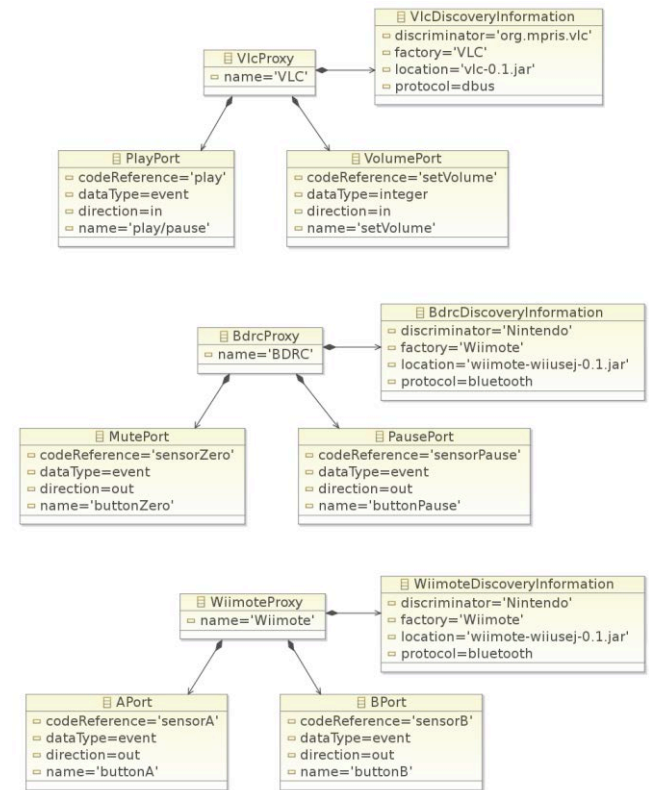 VlcDiscoveryInformation
discriminator='org.mpris.vlc'
factory='VLC'
location='vlc-0.1.jar'
protocol=dbus
VlcProxy
name='VLC'
PlayPort
codeReference='play'
dataType=event
direction=in
name='play/pause'
VolumePort
codeReference='setVolume'
dataType=integer
direction=in
name='setVolume'
BdrcDiscoveryInformation
discriminator='Nintendo'
factory='Wiimote'
location='wiimote-wiiusej-0.1.jar'
protocol=bluetooth
BdrcProxy
name='BDRC'
MutePort
codeReference='sensorZero'
dataType=event
direction=out
name='buttonZero'
PausePort
codeReference='sensorPause'
dataType=event
direction=out
name='buttonPause'
WiimoteDiscoveryInformation
discriminator='Nintendo'
factory='Wiimote'
location='wiimote-wiiusej-0.1.jar'
protocol=bluetooth
WiimoteProxy
name='Wiimote'
APort
codeReference='sensorA'
dataType=event
direction=out
name='buttonA'
BPort
codeReference='sensorB'
dataType=event
direction=out
name='buttonB'